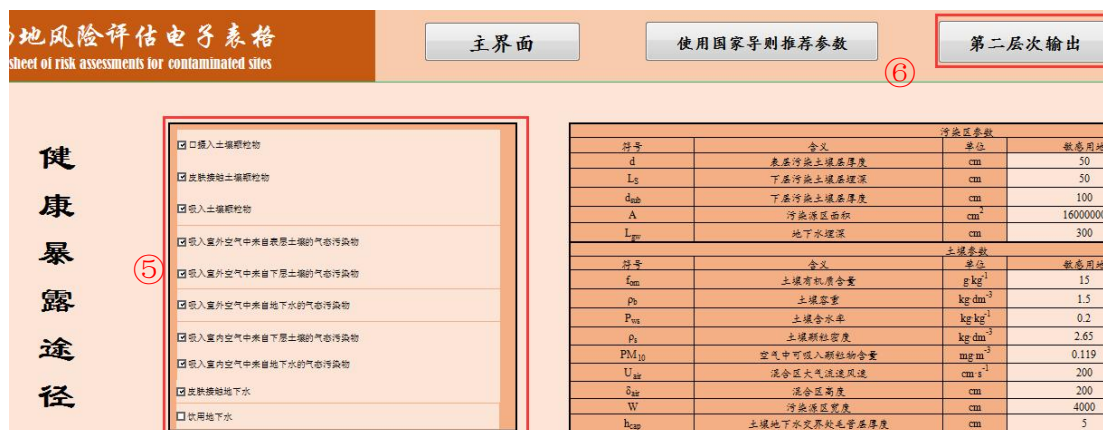 地风险评估电子表格
sheet of risk assessments for contaminated sites
主界面
使用国家导则推荐参数
第二层次输出
⑥
健康暴露途径
⑤
口摄入土壤颗粒物
皮肤接触土壤颗粒物
吸入土壤颗粒物
吸入室外空气中来自表层土壤的气态污染物
吸入室外空气中来自下层土壤的气态污染物
吸入室外空气中来自地下水的气态污染物
吸入室内空气中来自下层土壤的气态污染物
吸入室内空气中来自地下水的气态污染物
皮肤接触地下水
饮用地下水
污染区参数
符号 含义 单位 敏感用地
d 表层污染土壤层厚度 cm 50
Ls 下层污染土壤层埋深 cm 50
dsub 下层污染土壤层厚度 cm 100
A 污染源区面积 cm² 16000000
Lgw 地下水埋深 cm 300
土壤参数
符号 含义 单位 敏感用地
fom 土壤有机质含量 g·kg⁻¹ 15
ρb 土壤容重 kg·dm⁻³ 1.5
Pws 土壤含水率 kg·kg⁻¹ 0.2
ρs 土壤颗粒密度 kg·dm⁻³ 2.65
PM10 空气中可吸入颗粒物含量 mg·m⁻³ 0.119
Uair 混合区大气流速风速 cm·s⁻¹ 200
δair 混合区高度 cm 200
W 污染源区宽度 cm 4000
hcap 土壤地下水交界处毛管层厚度 cm 5